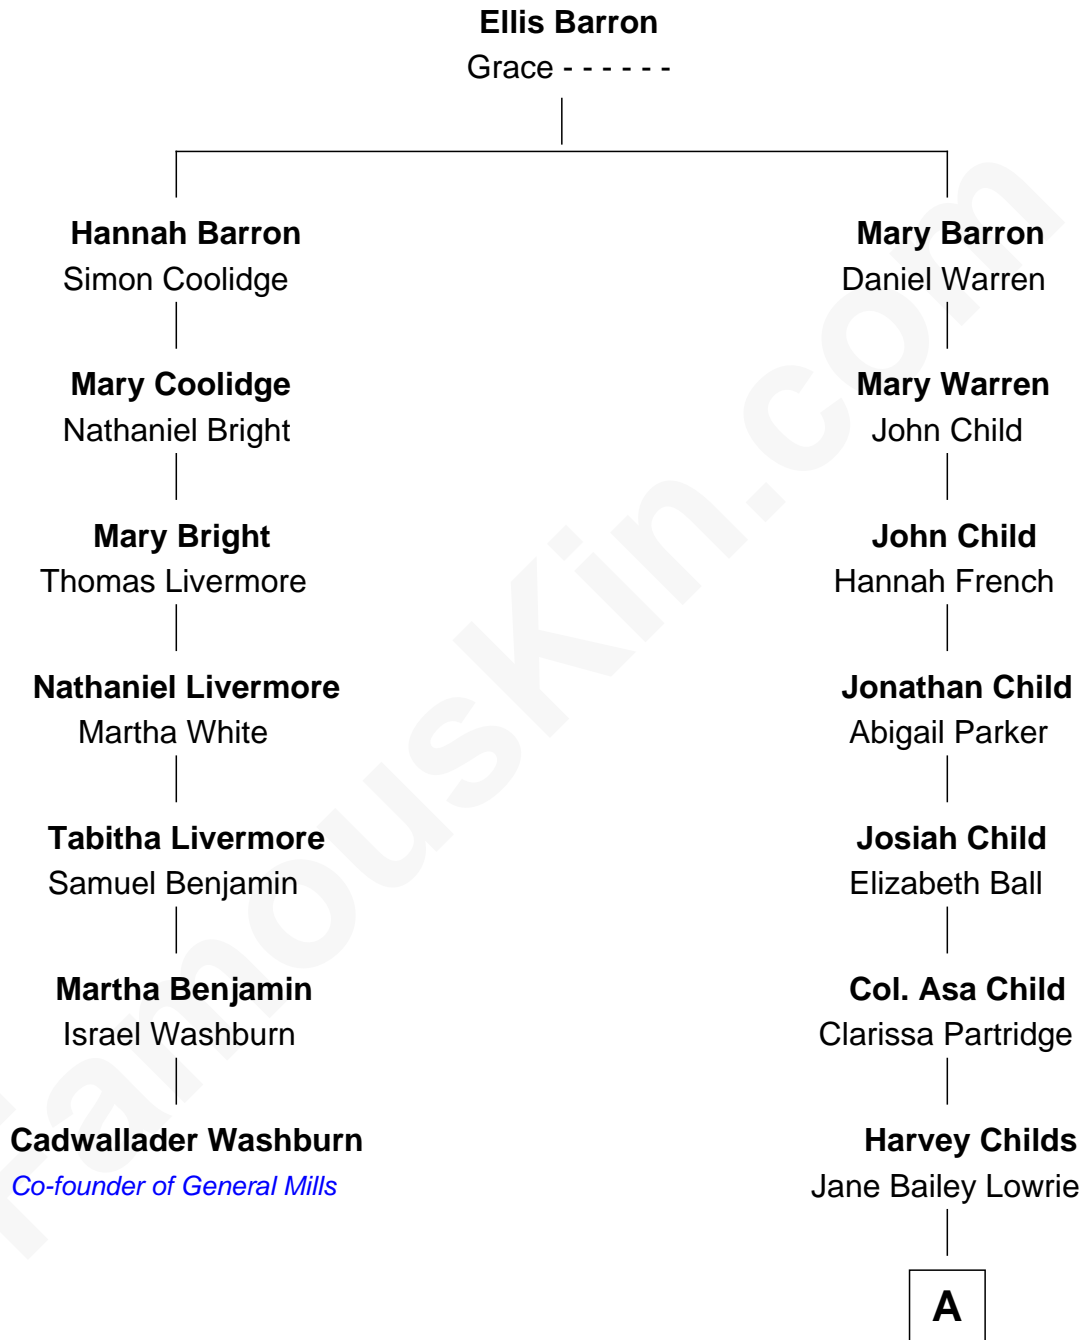 Ellis Barron
Grace - - - - - -
Hannah Barron
Simon Coolidge
Mary Coolidge
Nathaniel Bright
Mary Bright
Thomas Livermore
Nathaniel Livermore
Martha White
Tabitha Livermore
Samuel Benjamin
Martha Benjamin
Israel Washburn
Cadwallader Washburn
Co-founder of General Mills
Mary Barron
Daniel Warren
Mary Warren
John Child
John Child
Hannah French
Jonathan Child
Abigail Parker
Josiah Child
Elizabeth Ball
Col. Asa Child
Clarissa Partridge
Harvey Childs
Jane Bailey Lowrie
A
FamousKin.com